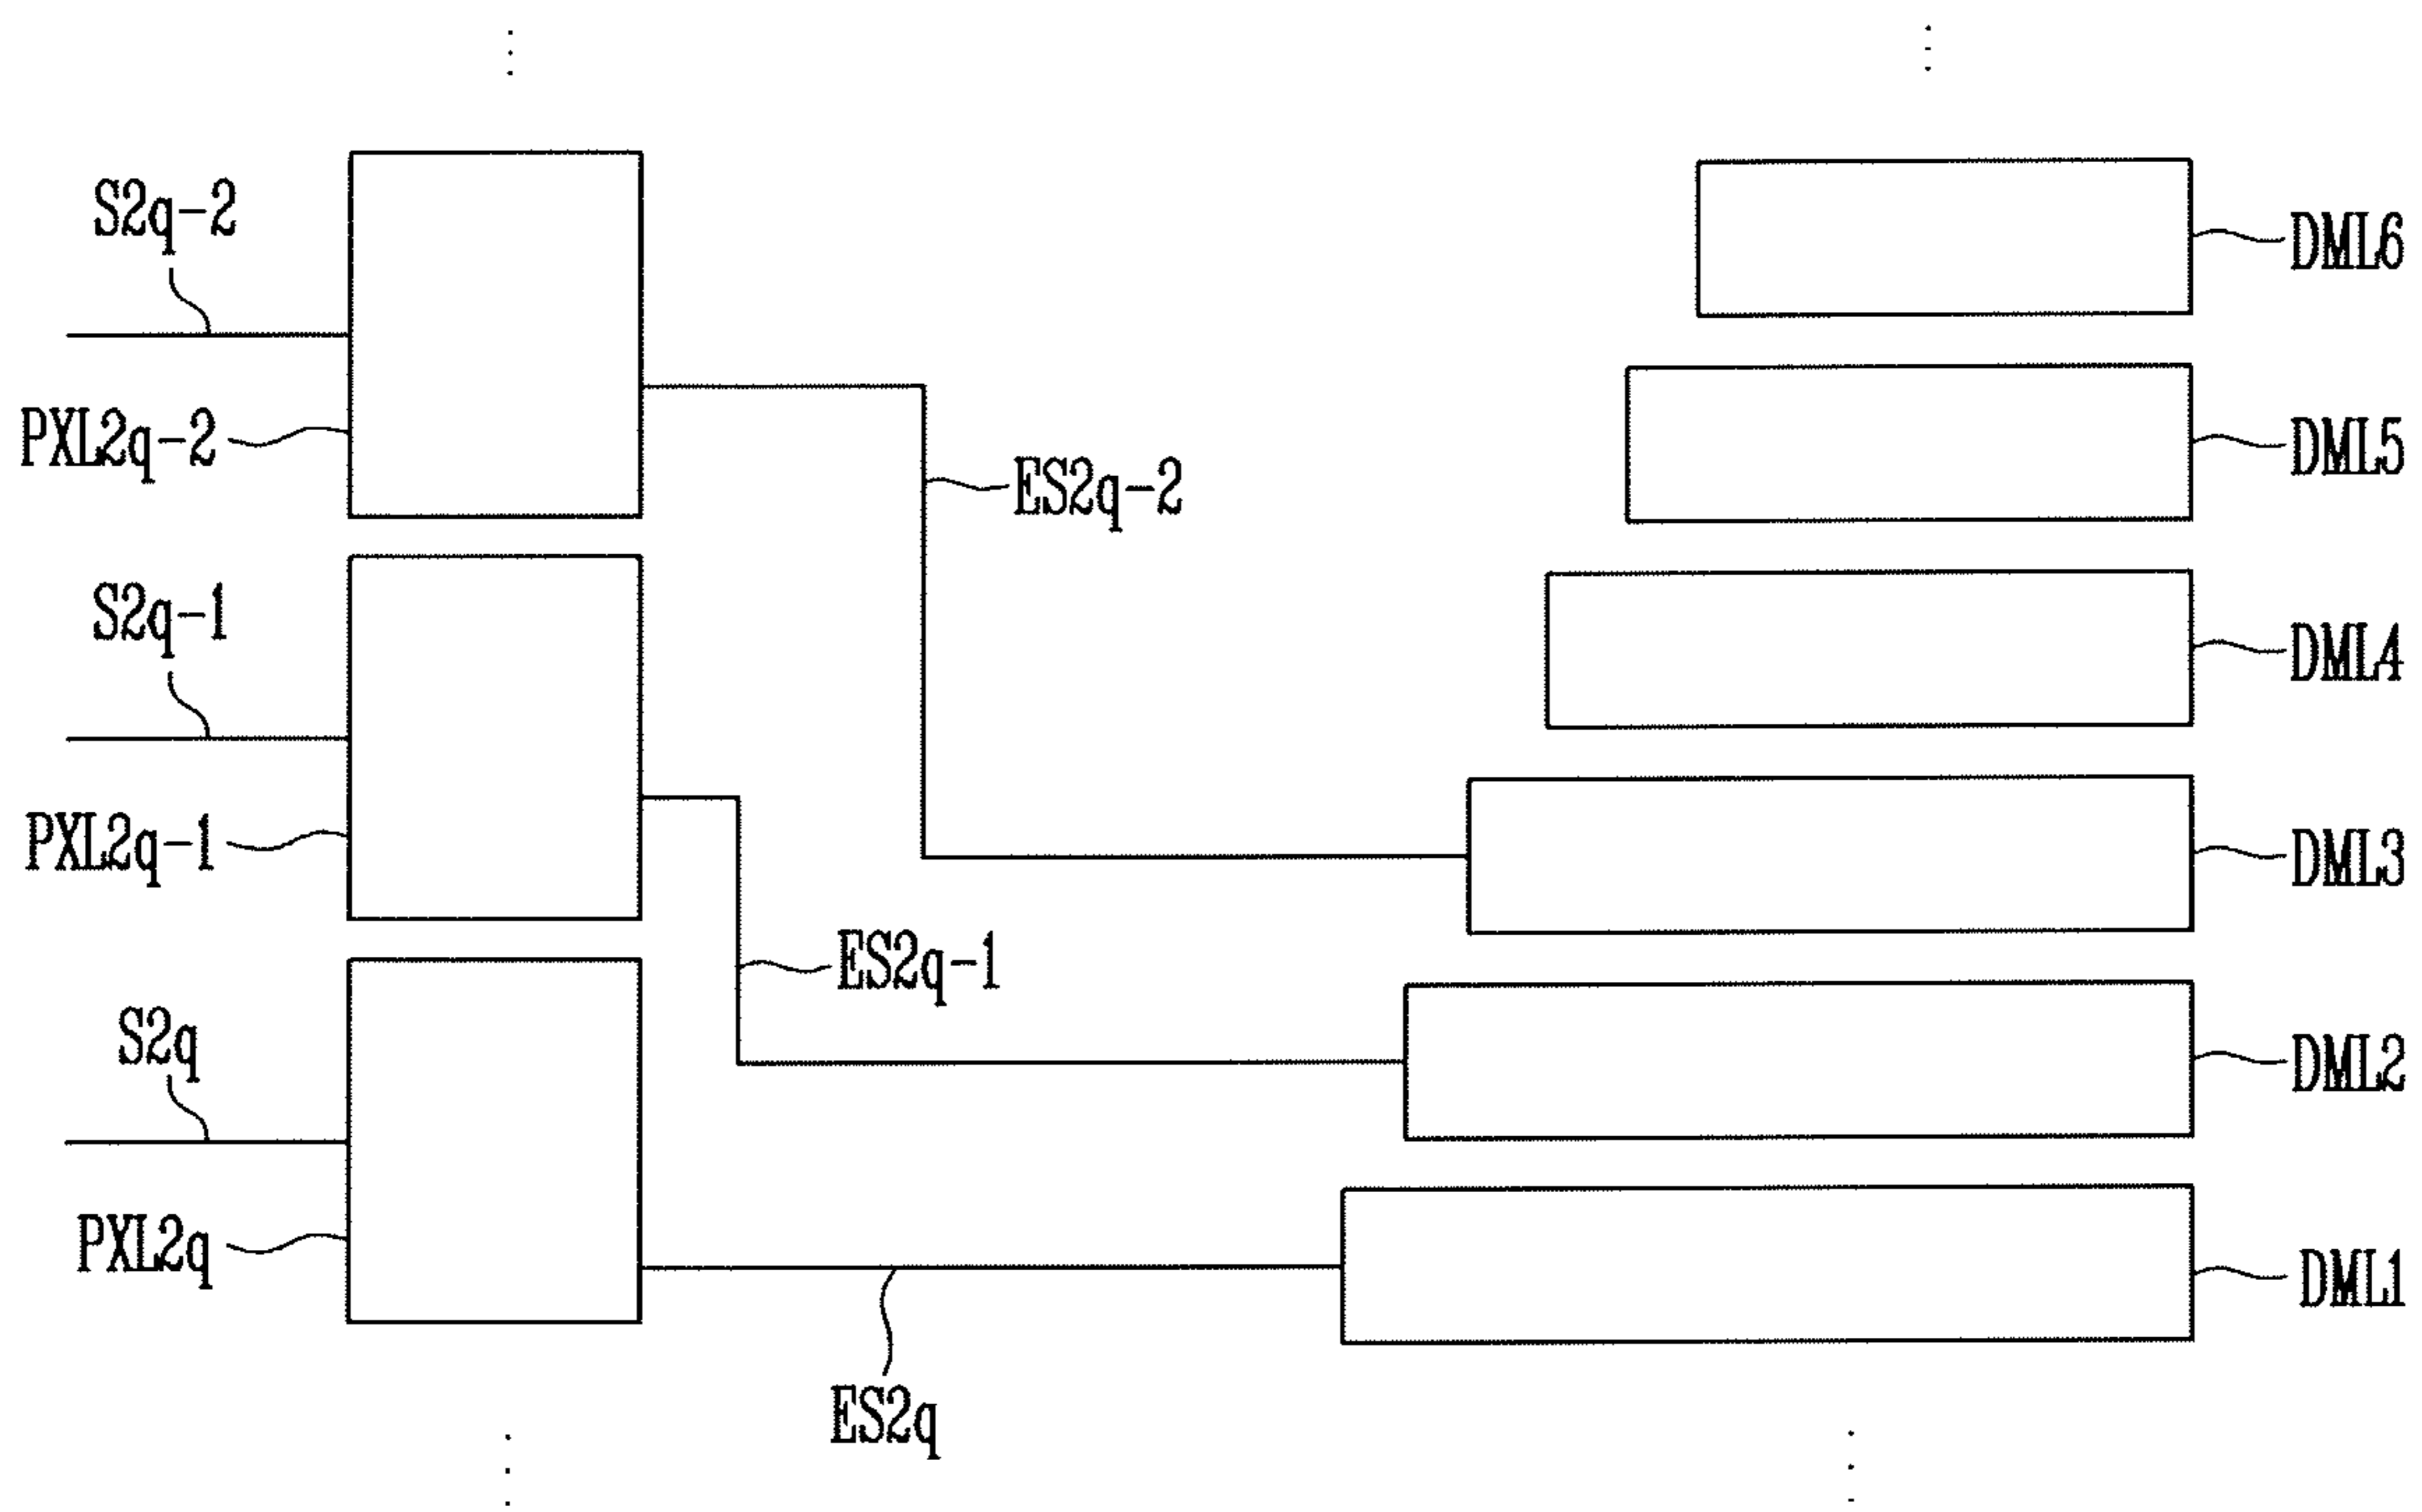 S2q-2
DML6
PXL2q-2
DML5
ES2q-2
S2q-1
DML4
PXL2q-1
DML3
ES2q-1
S2q
DML2
PXL2q
DML1
ES2q